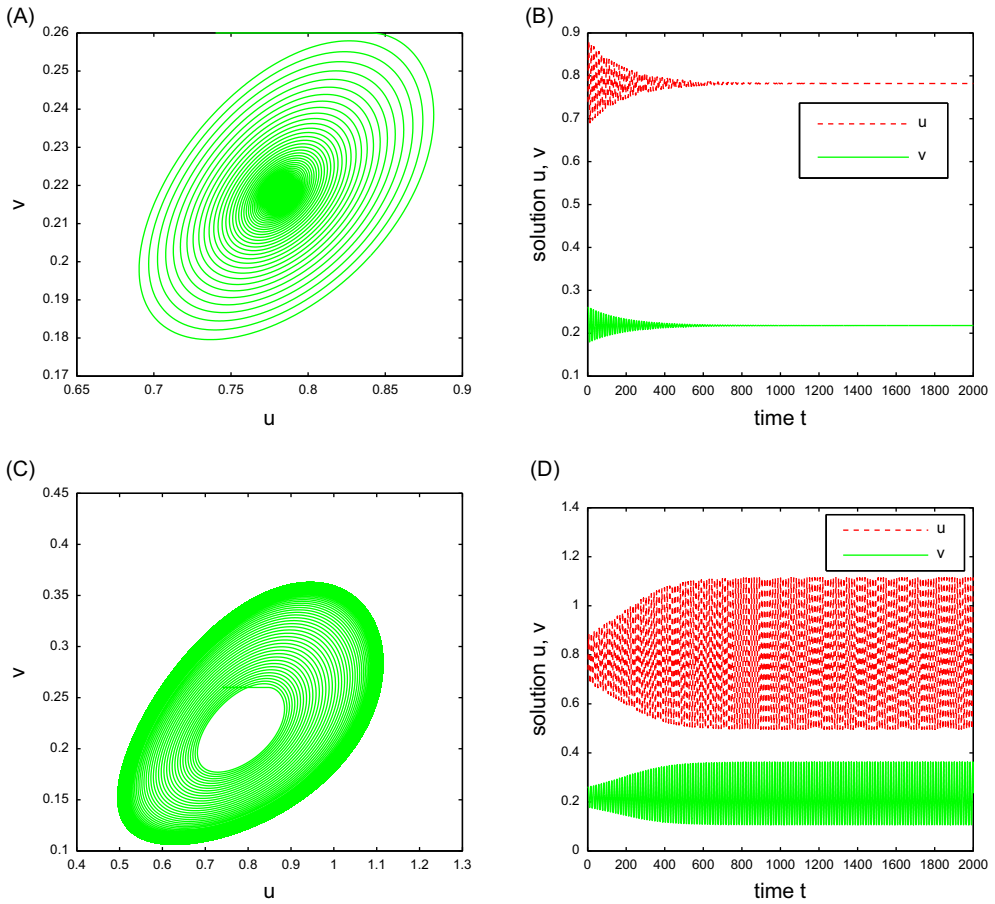 (A)
0.26
0.25
0.24
0.23
0.22
0.21
0.2
0.19
0.18
0.17
v
0.65 0.7 0.75 0.8 0.85 0.9
u
(B)
0.9
0.8
0.7
0.6
0.5
0.4
0.3
0.2
0.1
solution u, v
u
v
0 200 400 600 800 1000 1200 1400 1600 1800 2000
time t
(C)
0.45
0.4
0.35
0.3
0.25
0.2
0.15
0.1
v
0.4 0.5 0.6 0.7 0.8 0.9 1 1.1 1.2 1.3
u
(D)
1.4
1.2
1
0.8
0.6
0.4
0.2
0
solution u, v
u
v
0 200 400 600 800 1000 1200 1400 1600 1800 2000
time t